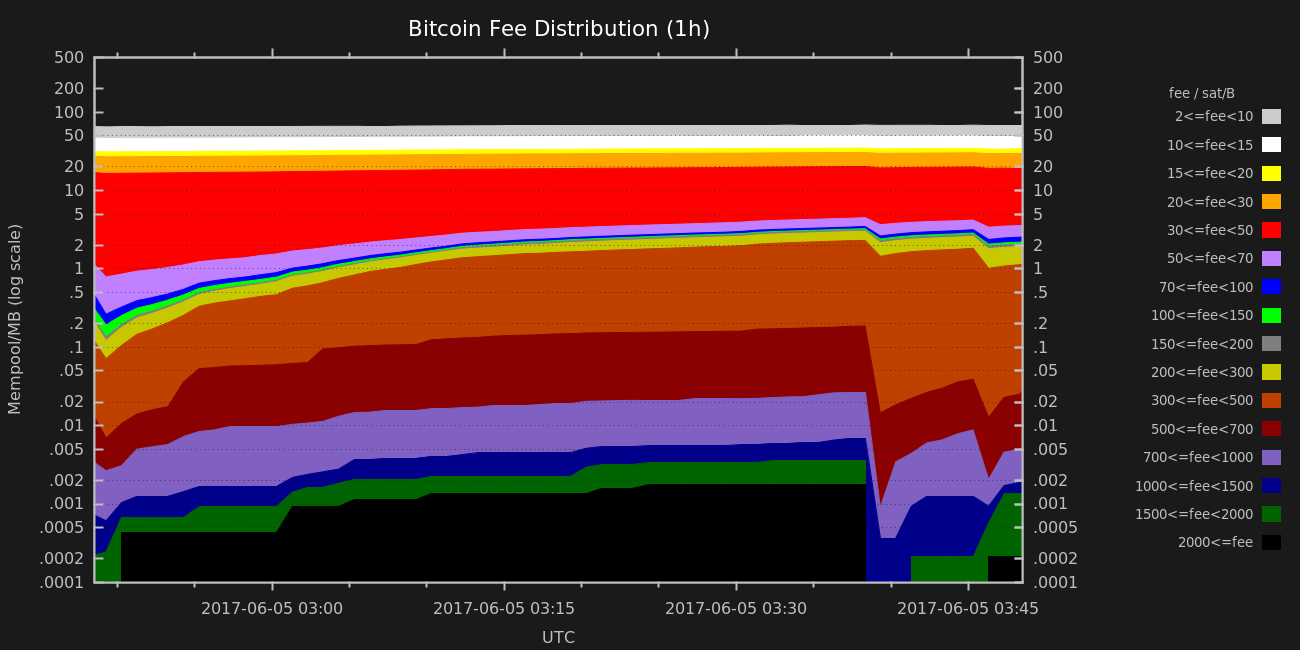 Bitcoin Fee Distribution (1h)
500
200
100
50
20
10
5
2
1
.5
.2
.1
.05
.02
.01
.005
.002
.001
.0005
.0002
.0001
Mempool/MB (log scale)
500
200
100
50
20
10
5
2
1
.5
.2
.1
.05
.02
.01
.005
.002
.001
.0005
.0002
.0001
2017-06-05 03:00
2017-06-05 03:15
2017-06-05 03:30
2017-06-05 03:45
UTC
fee / sat/B
2<=fee<10
10<=fee<15
15<=fee<20
20<=fee<30
30<=fee<50
50<=fee<70
70<=fee<100
100<=fee<150
150<=fee<200
200<=fee<300
300<=fee<500
500<=fee<700
700<=fee<1000
1000<=fee<1500
1500<=fee<2000
2000<=fee